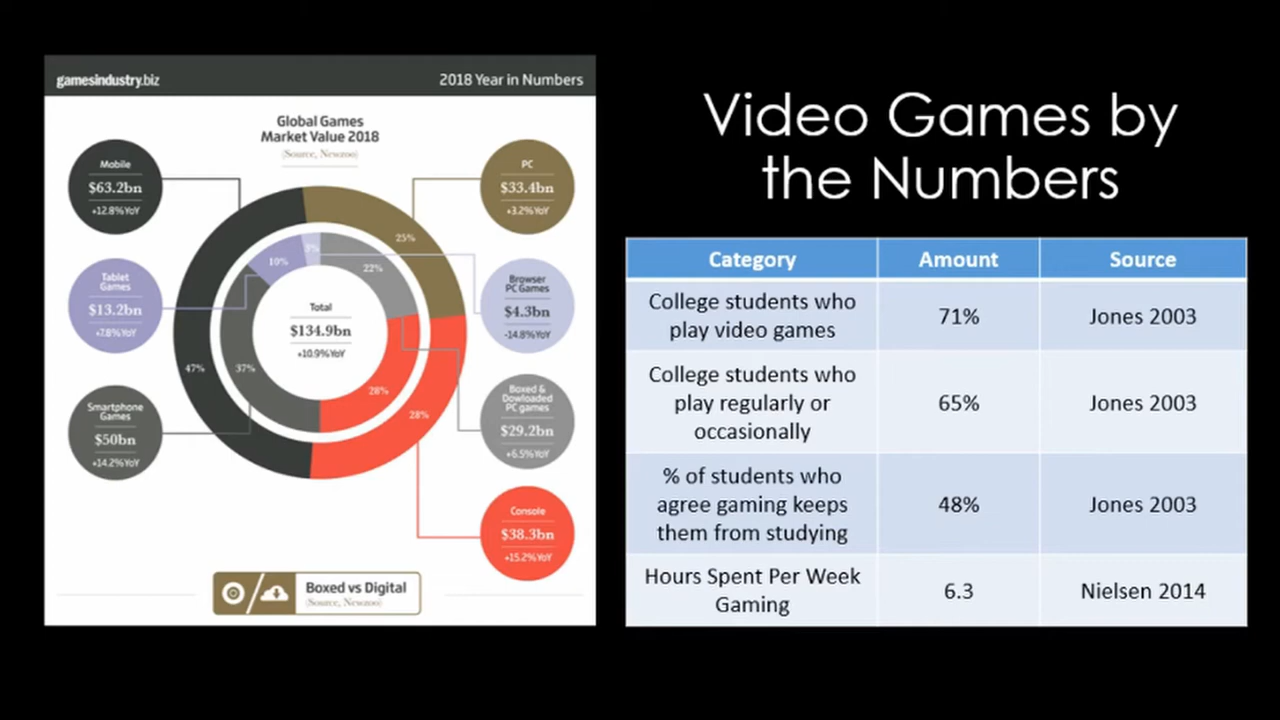 gamesindustry.biz
2018 Year in Numbers
Global Games
Market Value 2018
(Source, Newzoo)
Mobile
$63.2bn
+12.8%YoY
Tablet
Games
$13.2bn
+7.8%YoY
Smartphone
Games
$50bn
+14.2%YoY
PC
$33.4bn
+3.2%YoY
Browser
PC Games
$4.3bn
-14.8%YoY
Boxed &
Dowloaded
PC games
$29.2bn
+6.5%YoY
Console
$38.3bn
+15.2%YoY
25%
10%
3%
22%
Total
$134.9bn
+10.9%YoY
47%
37%
28%
28%
Boxed vs Digital
(Source, Newzoo)
Video Games by
the Numbers
Category Amount Source
College students who
play video games
71%
Jones 2003
College students who
play regularly or
occasionally
65%
Jones 2003
% of students who
agree gaming keeps
them from studying
48%
Jones 2003
Hours Spent Per Week
Gaming
6.3
Nielsen 2014